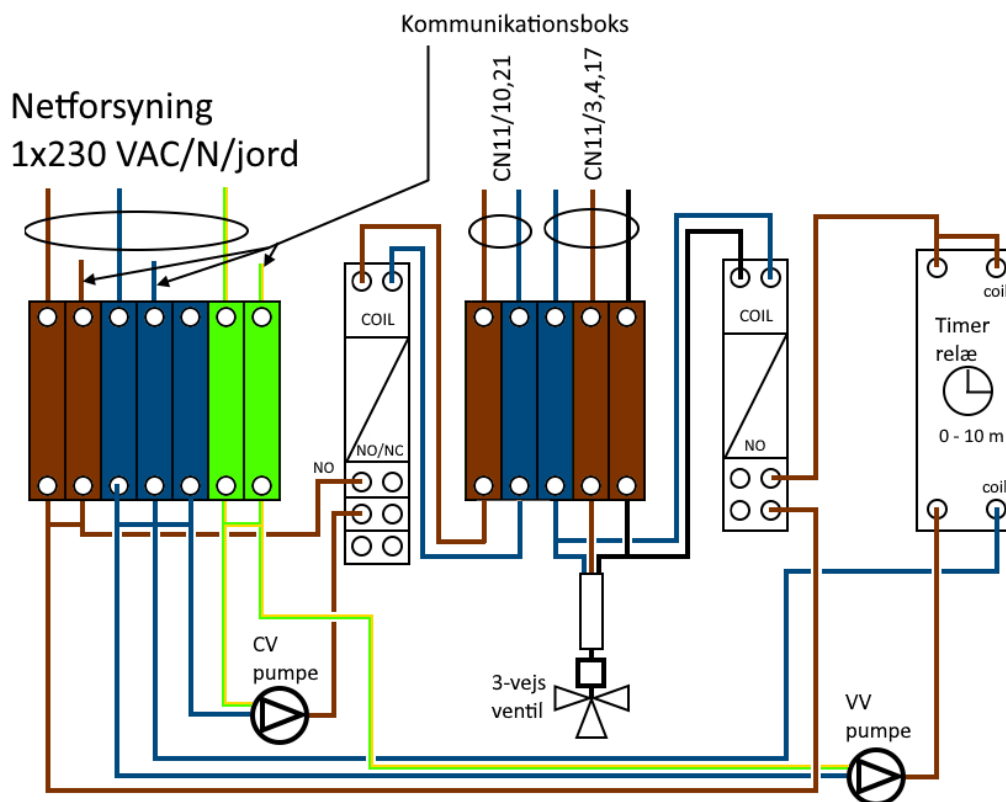 Kommunikationsboks
Netforsyning
1x230 VAC/N/jord
CN11/10,21
CN11/3,4,17
COIL
NO/NC
NO
COIL
NO
coil
Timer
relæ
0 - 10 m
coil
CV
pumpe
3-vejs
ventil
VV
pumpe